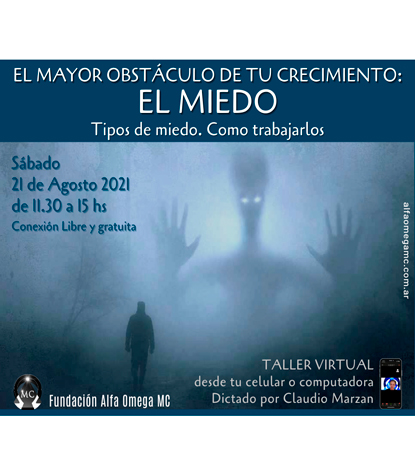 EL MAYOR OBSTÁCULO DE TU CRECIMIENTO:
EL MIEDO
Tipos de miedo. Como trabajarlos
Sábado
21 de Agosto 2021
de 11.30 a 15 hs
Conexión Libre y gratuita
alfaomegamc.com.ar
TALLER VIRTUAL
desde tu celular o computadora
Dictado por Claudio Marzan
MC
Fundación Alfa Omega MC